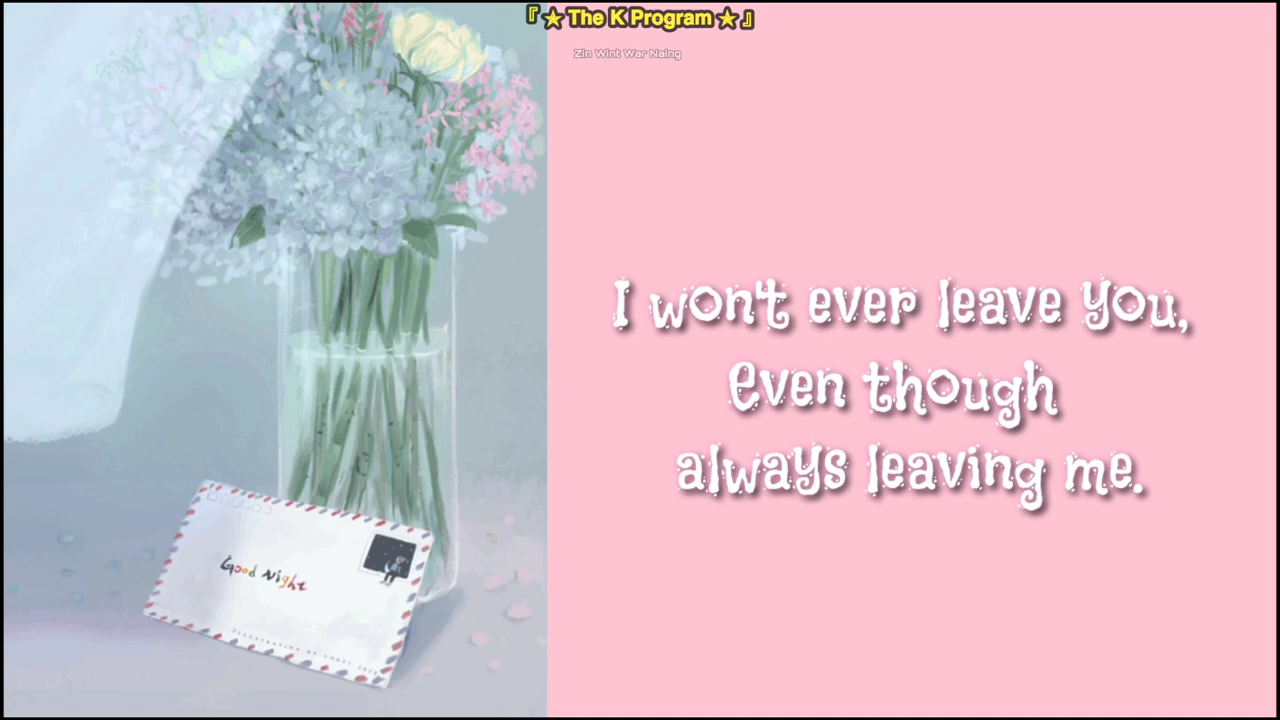 『 ★ The K Program ★ 』
Zin Wint War Naing
I won't ever leave you,
Even though
always leaving me.
Good Night